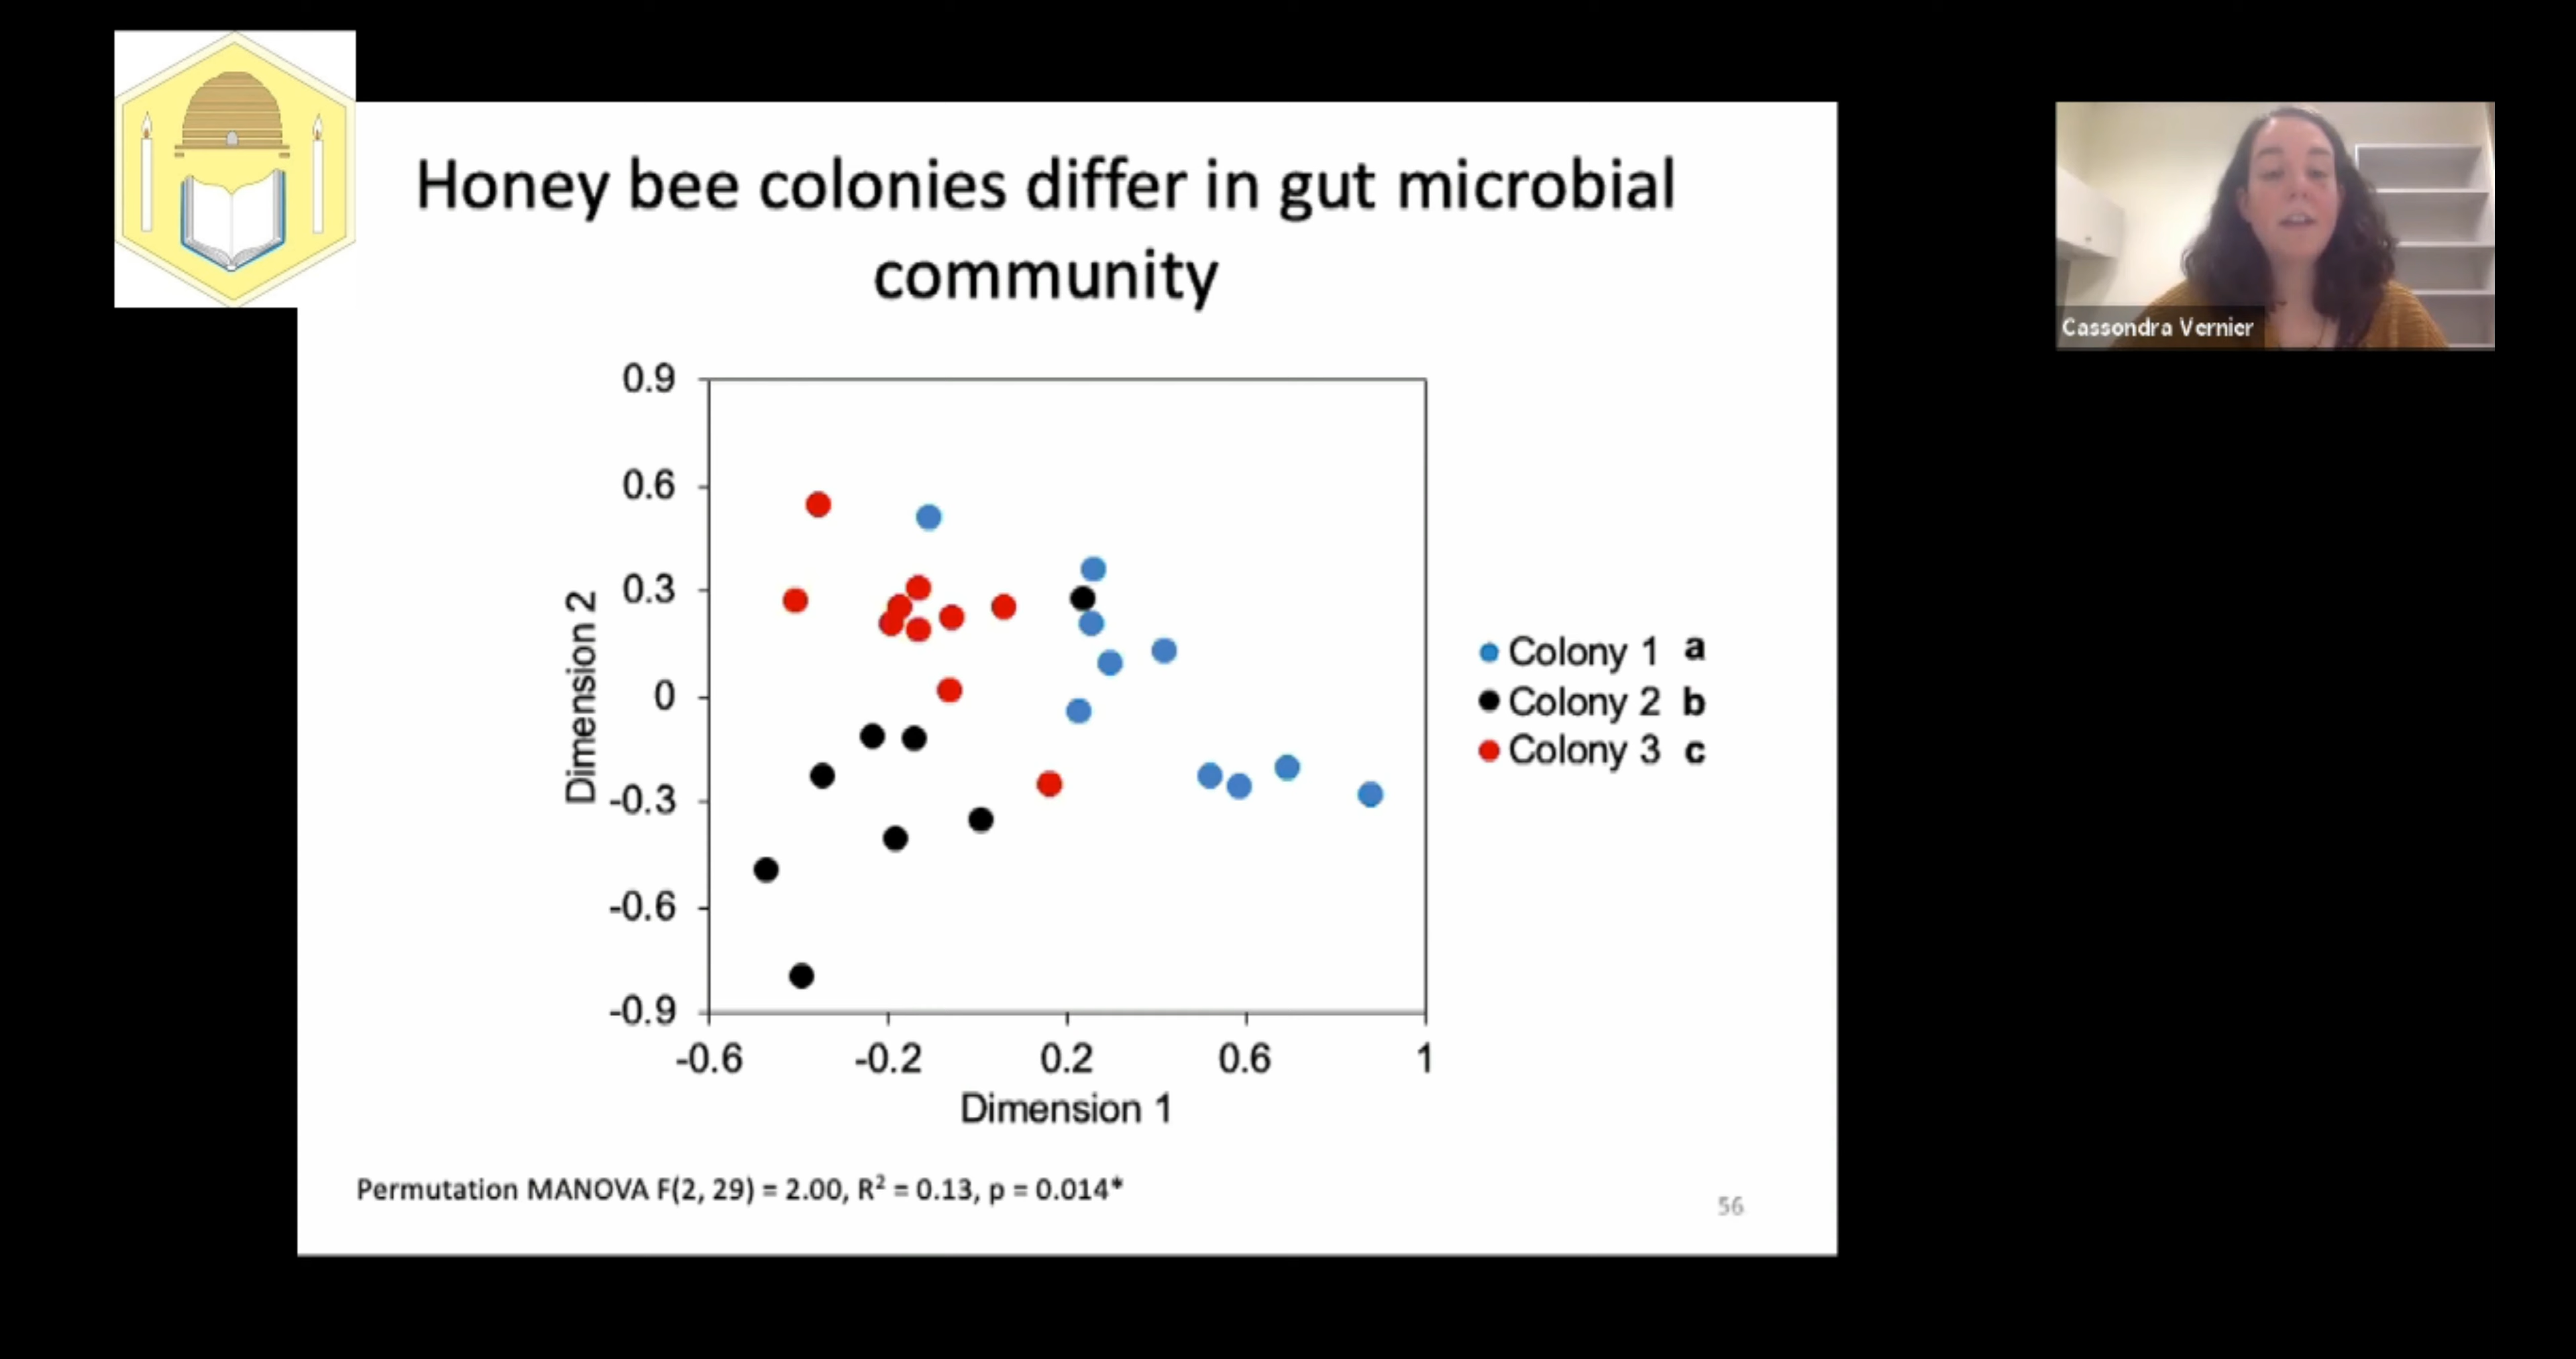 Honey bee colonies differ in gut microbial
community
0.9
0.6
0.3
0
-0.3
-0.6
-0.9
Dimension 2
-0.6 -0.2 0.2 0.6 1
Dimension 1
Colony 1 a
Colony 2 b
Colony 3 c
Permutation MANOVA F(2, 29) = 2.00, R² = 0.13, p = 0.014*
56
Cassondra Vernier